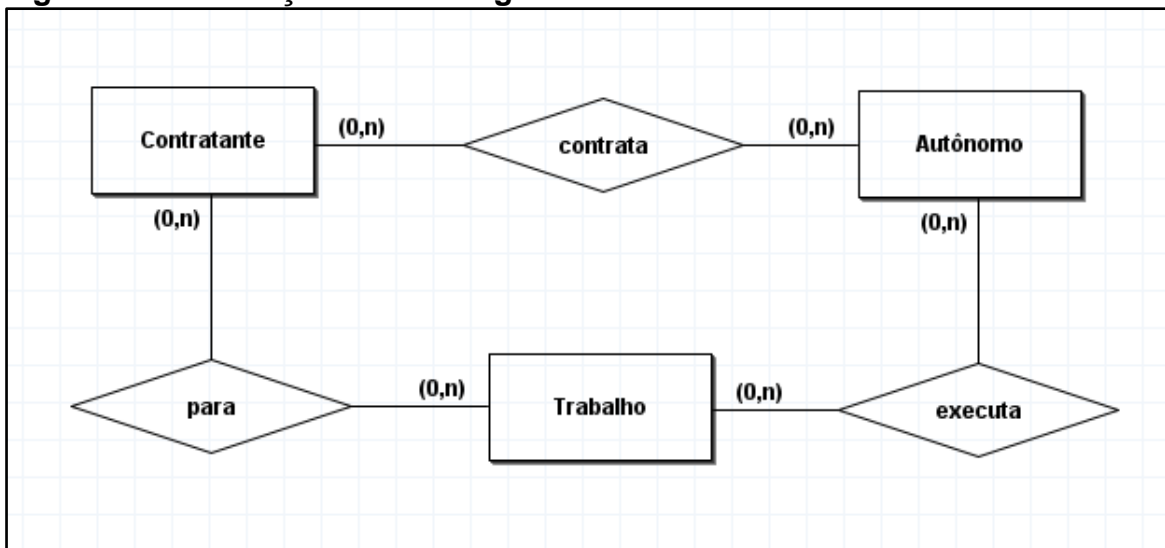 Contratante
(0,n)
contrata
(0,n)
Autônomo
(0,n)
(0,n)
para
(0,n)
Trabalho
(0,n)
executa